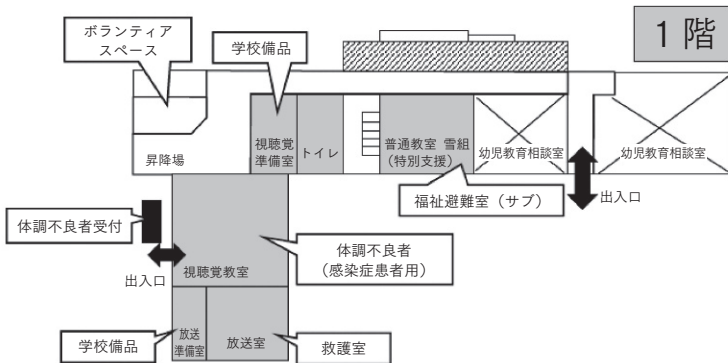 1階
ボランティア
スペース
学校備品
視聴覚
準備室
トイレ
普通教室 雪組
(特別支援)
幼児教育相談室
幼児教育相談室
昇降場
福祉避難室(サブ)
出入口
体調不良者受付
体調不良者
(感染症患者用)
出入口
視聴覚教室
学校備品
放送
準備室
放送室
救護室